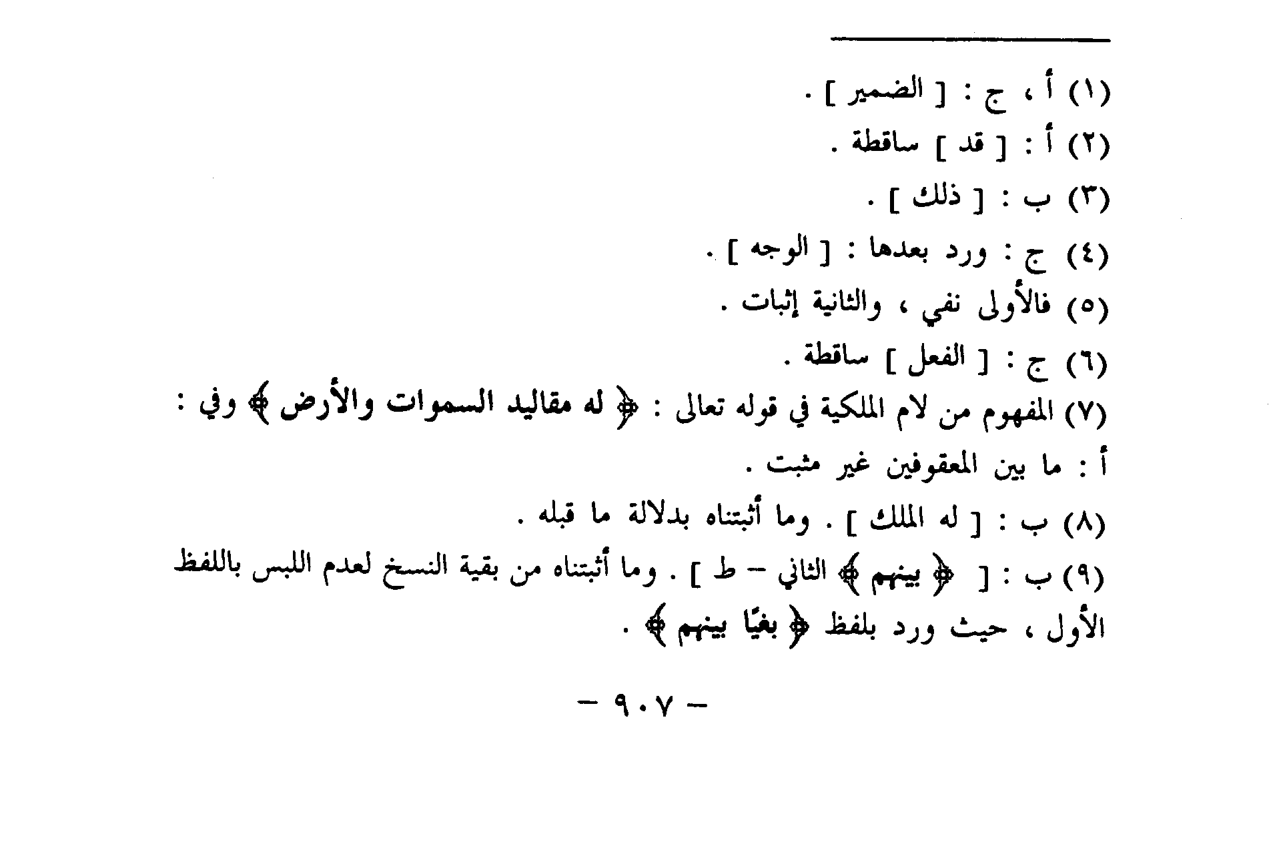 (١) أ ، ج : [ الضمير ] .
(٢) أ : [ قد ] ساقطة .
(٣) ب : [ ذلك ] .
(٤) ج : ورد بعدها : [ الوجه ] .
(٥) فالأولى نفي ، والثانية إثبات .
(٦) ج : [ الفعل ] ساقطة .
(٧) المفهوم من لام الملكية في قوله تعالى : ﴿ له مقاليد السموات والأرض ﴾ وفي :
أ : ما بين المعقوفين غير مثبت .
(٨) ب : [ له الملك ] . وما أثبتناه بدلالة ما قبله .
(٩) ب : [ ﴿ بينهم ﴾ الثاني – ط ] . وما أثبتناه من بقية النسخ لعدم اللبس باللفظ
الأول ، حيث ورد بلفظ ﴿ بغيًا بينهم ﴾ .
– ٩٠٧ –